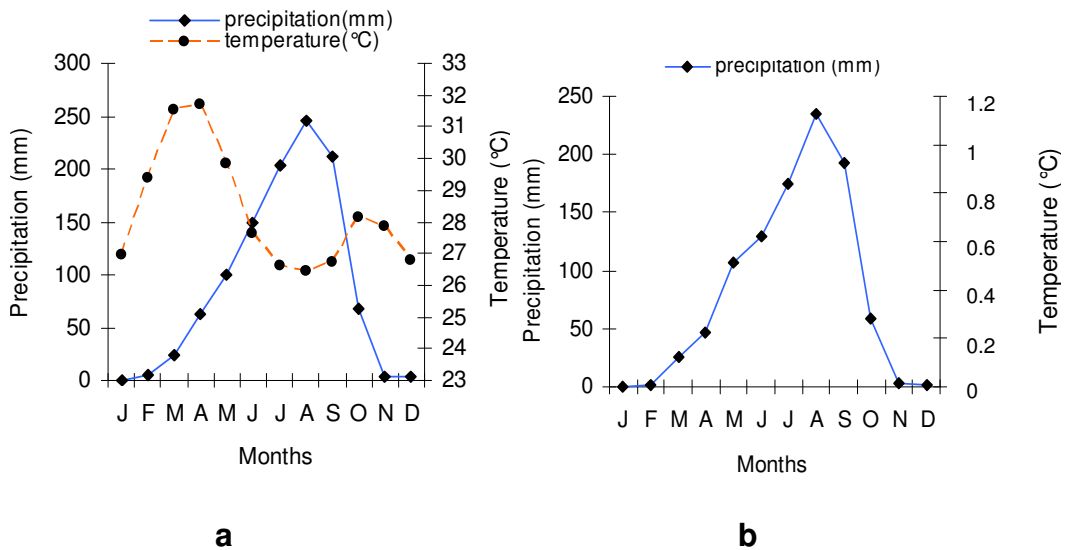 precipitation(mm)
temperature(°C)
300
250
200
150
100
50
0
Precipitation (mm)
33
32
31
30
29
28
27
26
25
24
23
Temperature (°C)
J F M A M J J A S O N D
Months
a
precipitation (mm)
250
200
150
100
50
0
Precipitation (mm)
1.2
1
0.8
0.6
0.4
0.2
0
Temperature (°C)
J F M A M J J A S O N D
Months
b